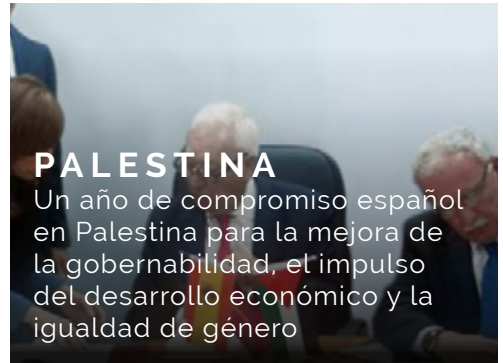 PALESTINA
Un año de compromiso español
en Palestina para la mejora de
la gobernabilidad, el impulso
del desarrollo económico y la
igualdad de género